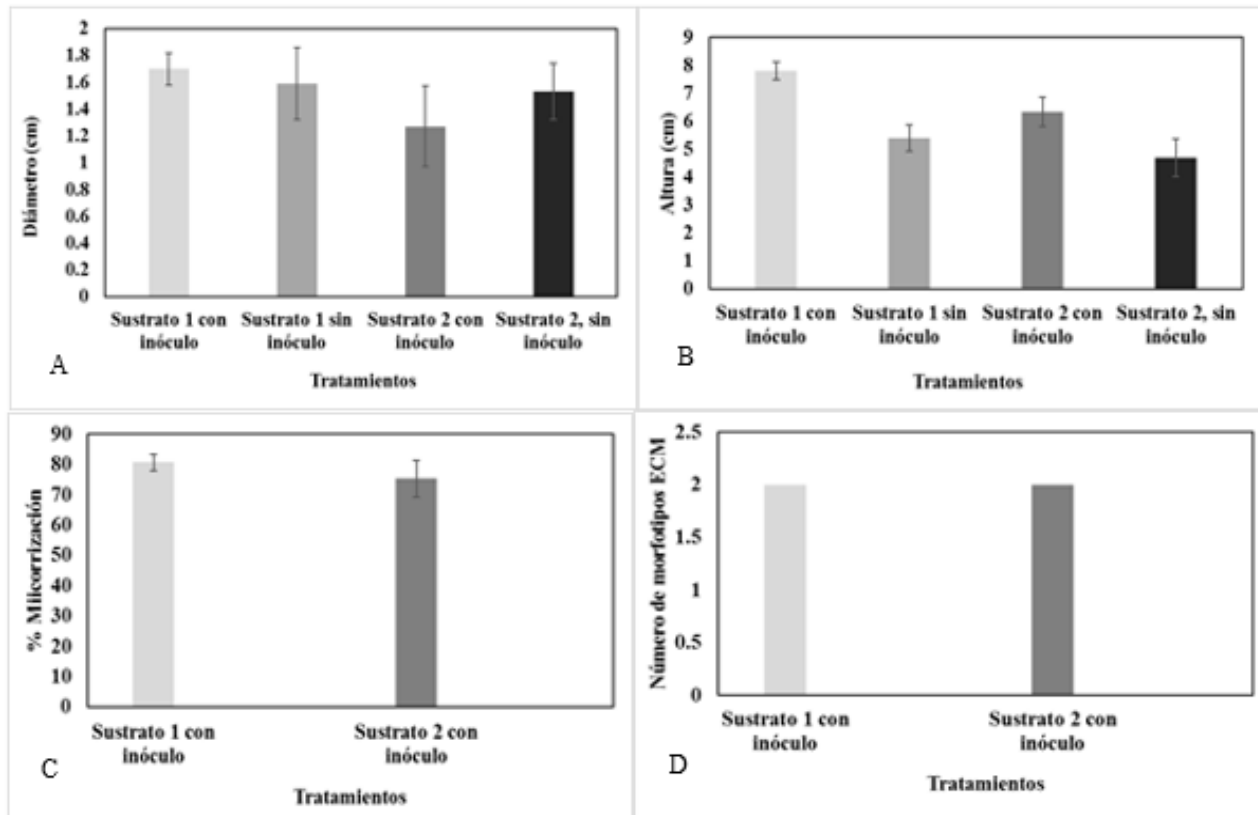 Diámetro (cm)
2
1.8
1.6
1.4
1.2
1
0.8
0.6
0.4
0.2
0
Sustrato 1 con
inóculo
Sustrato 1 sin
inóculo
Sustrato 2 con
inóculo
Sustrato 2, sin
inóculo
A
Tratamientos
Altura (cm)
9
8
7
6
5
4
3
2
1
0
Sustrato 1 con
inóculo
Sustrato 1 sin
inóculo
Sustrato 2 con
inóculo
Sustrato 2, sin
inóculo
B
Tratamientos
% Miicorrización
90
80
70
60
50
40
30
20
10
0
Sustrato 1 con
inóculo
Sustrato 2 con
inóculo
C
Tratamientos
Número de morfotipos ECM
2.5
2
1.5
1
0.5
0
Sustrato 1 con
inóculo
Sustrato 2 con
inóculo
D
Tratamientos